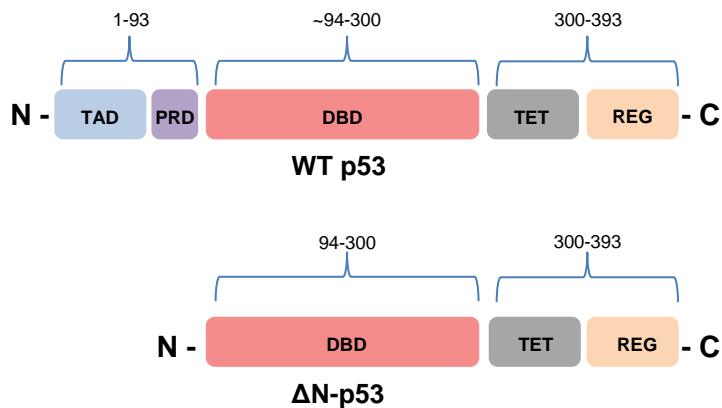 1-93 ~94-300 300-393
N - TAD PRD DBD TET REG - C
WT p53
94-300 300-393
N - DBD TET REG - C
ΔN-p53